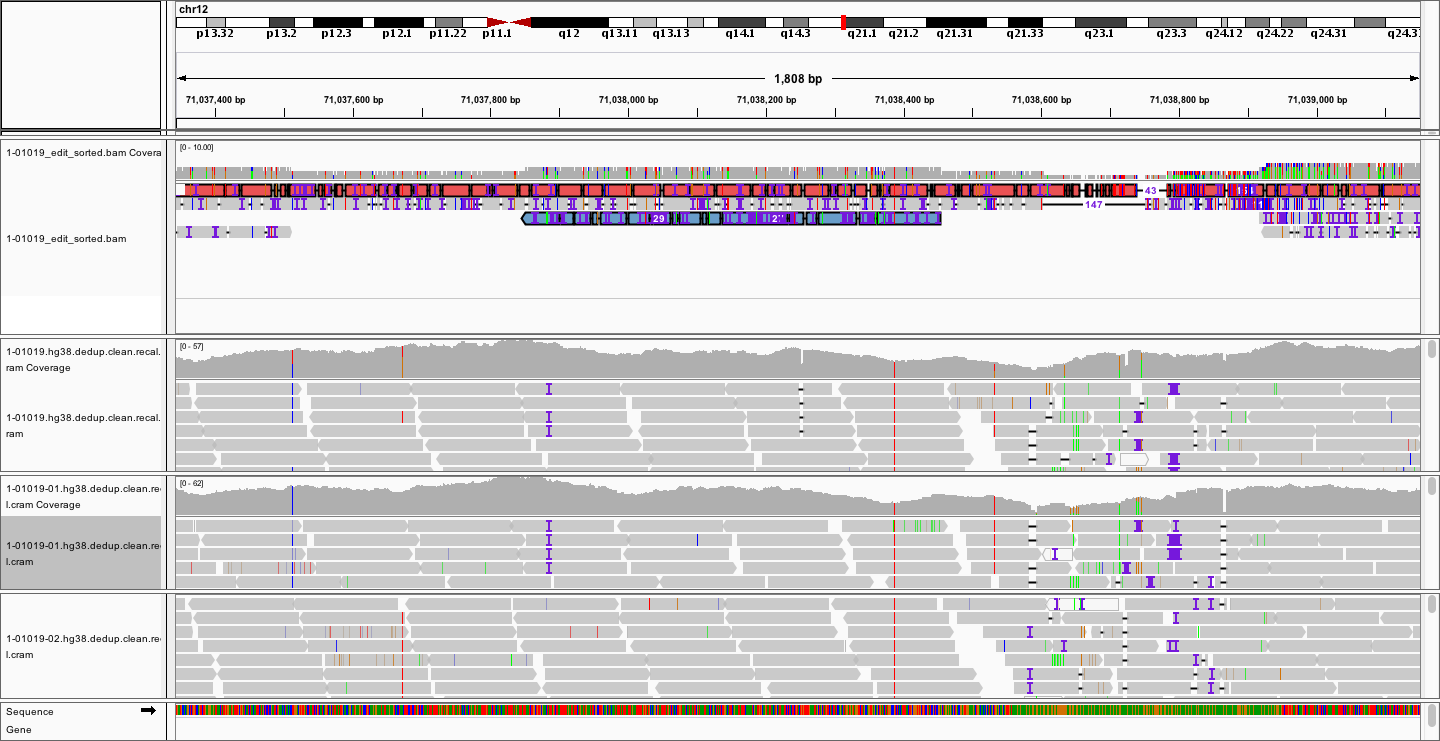 chr12
p13.32 p13.2 p12.3 p12.1 p11.22 p11.1 q12 q13.11 q13.13 q14.1 q14.3 q21.1 q21.2 q21.31 q21.33 q23.1 q23.3 q24.12 q24.22 q24.31 q24.3
1,808 bp
71,037,400 bp 71,037,600 bp 71,037,800 bp 71,038,000 bp 71,038,200 bp 71,038,400 bp 71,038,600 bp 71,038,800 bp 71,039,000 bp
[0 - 10.00]
1-01019_edit_sorted.bam Covera
43
147
29
1-01019_edit_sorted.bam
[0 - 57]
1-01019.hg38.dedup.clean.recal.
ram Coverage
1-01019.hg38.dedup.clean.recal.
ram
[0 - 62]
1-01019-01.hg38.dedup.clean.re
l.cram Coverage
1-01019-01.hg38.dedup.clean.re
l.cram
1-01019-02.hg38.dedup.clean.re
l.cram
Sequence
Gene